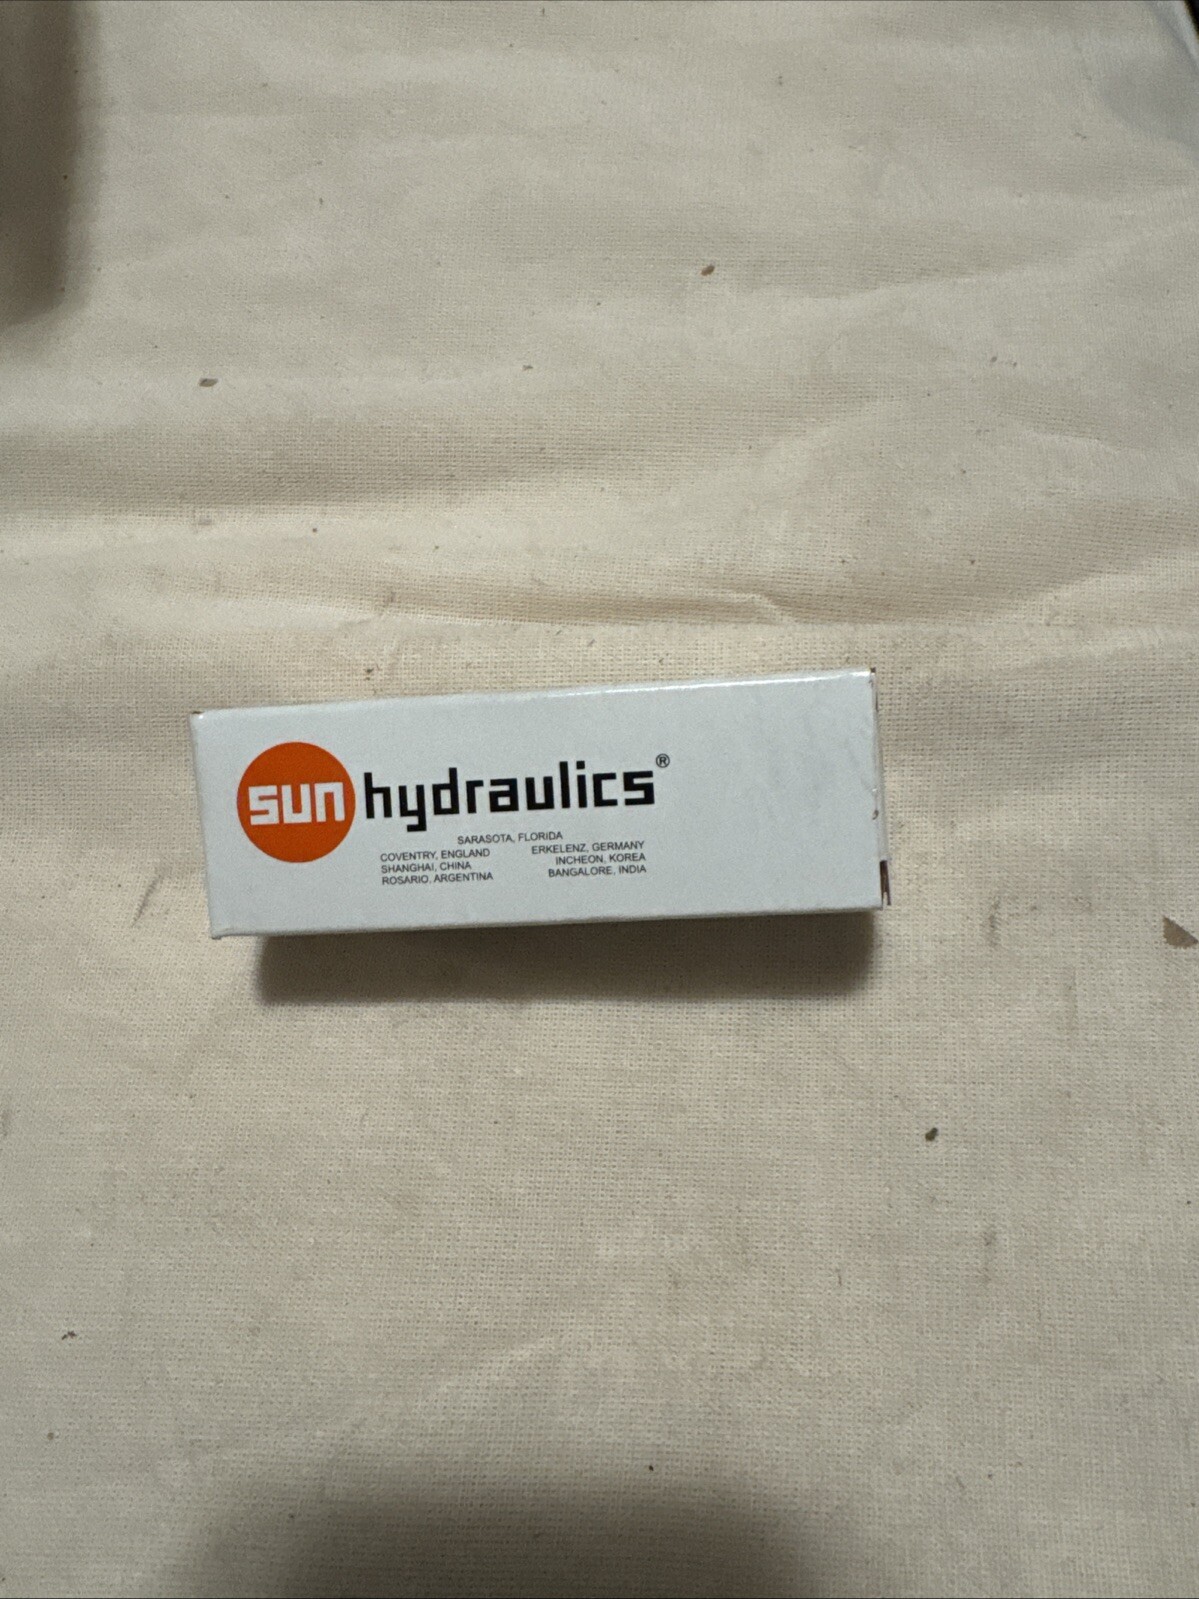 sun hydraulics®
SARASOTA, FLORIDA
COVENTRY, ENGLAND ERKELENZ, GERMANY
SHANGHAI, CHINA INCHEON, KOREA
ROSARIO, ARGENTINA BANGALORE, INDIA